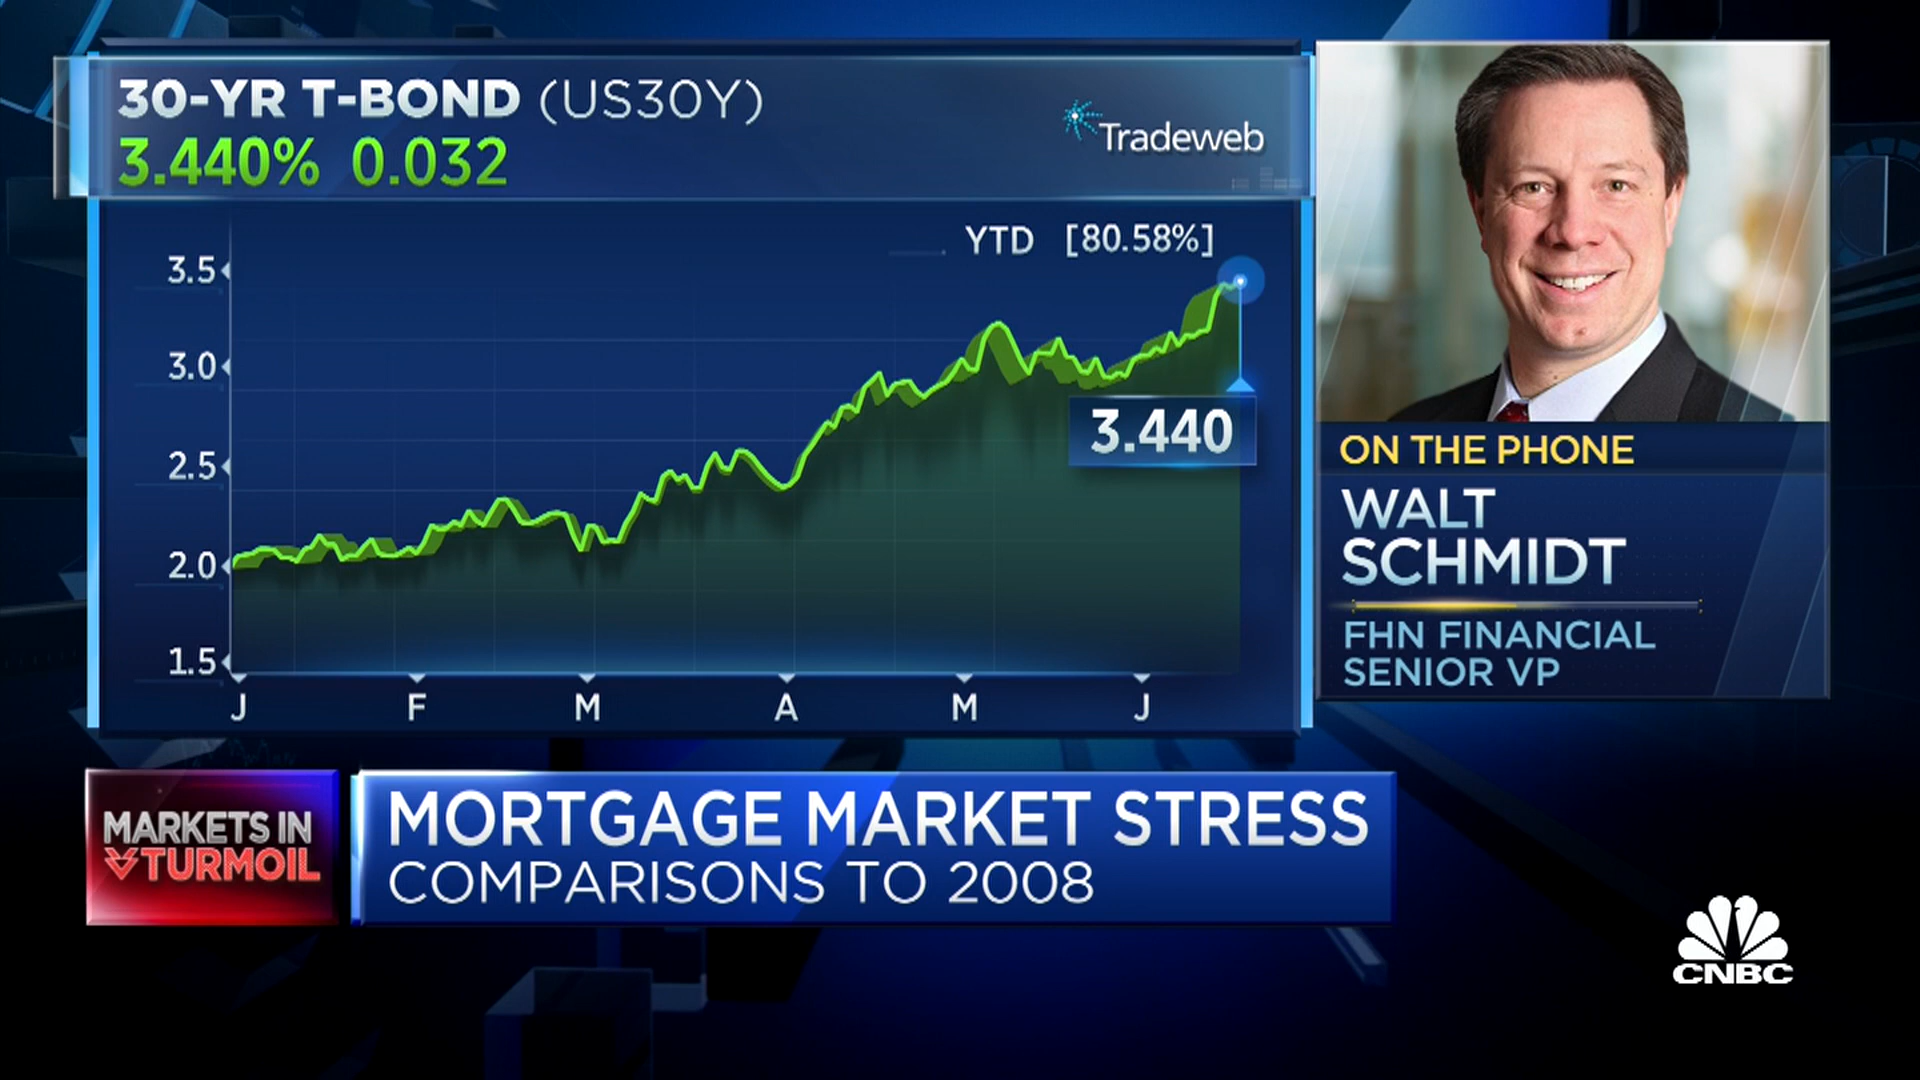 30-YR T-BOND (US30Y)
3.440% 0.032
Tradeweb
YTD [80.58%]
3.5
3.0
2.5
2.0
1.5
3.440
J F M A M J
ON THE PHONE
WALT
SCHMIDT
FHN FINANCIAL
SENIOR VP
MARKETS IN
TURMOIL
MORTGAGE MARKET STRESS
COMPARISONS TO 2008
CNBC